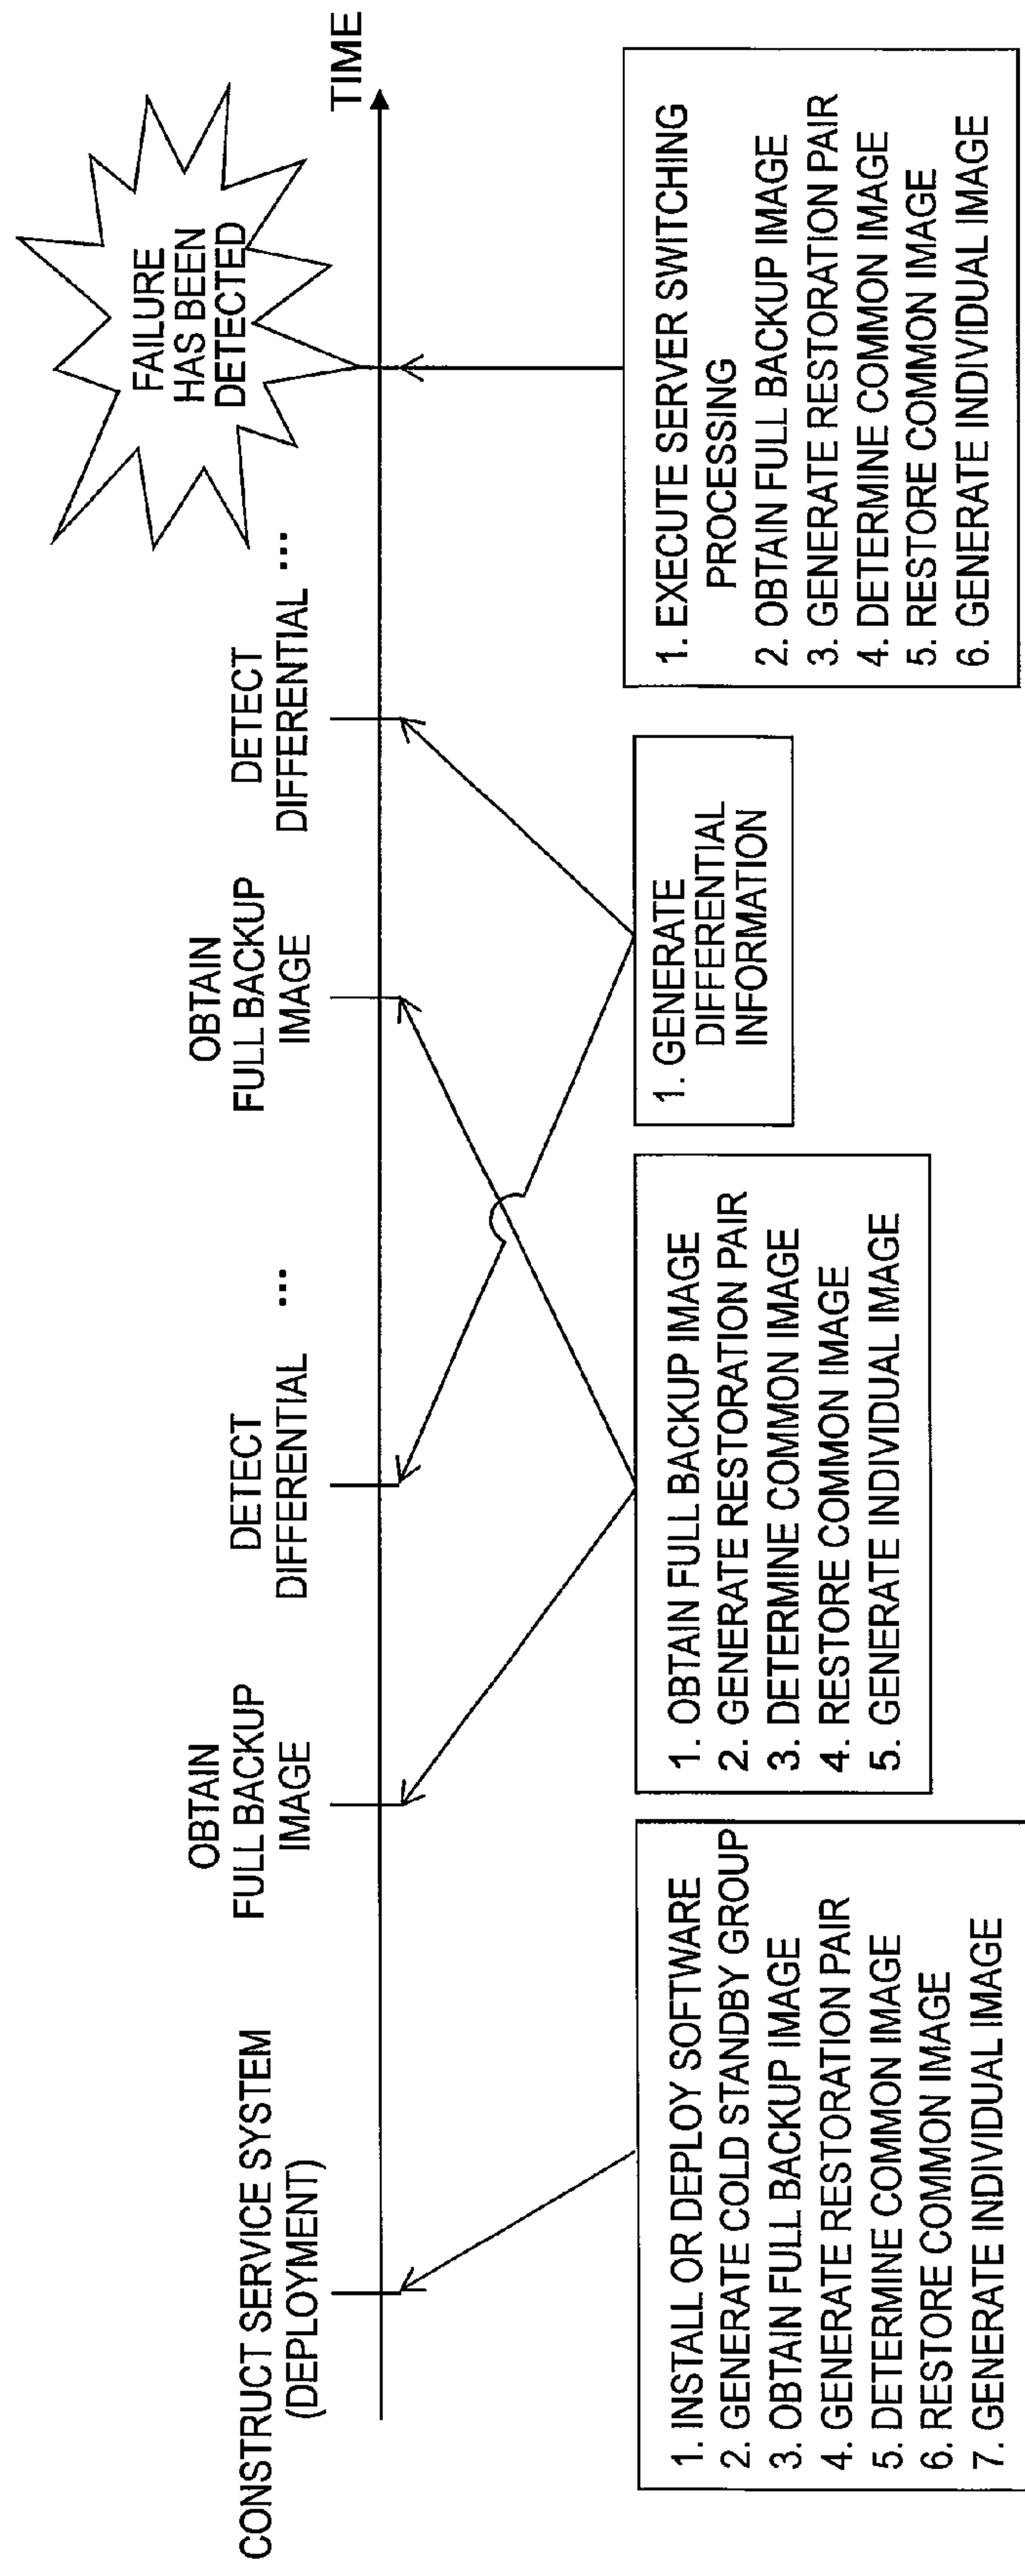 CONSTRUCT SERVICE SYSTEM
(DEPLOYMENT)
OBTAIN
FULL BACKUP
IMAGE
DETECT
DIFFERENTIAL
...
OBTAIN
FULL BACKUP
IMAGE
DETECT
DIFFERENTIAL
...
FAILURE
HAS BEEN
DETECTED
TIME
1. INSTALL OR DEPLOY SOFTWARE
2. GENERATE COLD STANDBY GROUP
3. OBTAIN FULL BACKUP IMAGE
4. GENERATE RESTORATION PAIR
5. DETERMINE COMMON IMAGE
6. RESTORE COMMON IMAGE
7. GENERATE INDIVIDUAL IMAGE
1. OBTAIN FULL BACKUP IMAGE
2. GENERATE RESTORATION PAIR
3. DETERMINE COMMON IMAGE
4. RESTORE COMMON IMAGE
5. GENERATE INDIVIDUAL IMAGE
1. GENERATE
DIFFERENTIAL
INFORMATION
1. EXECUTE SERVER SWITCHING
PROCESSING
2. OBTAIN FULL BACKUP IMAGE
3. GENERATE RESTORATION PAIR
4. DETERMINE COMMON IMAGE
5. RESTORE COMMON IMAGE
6. GENERATE INDIVIDUAL IMAGE